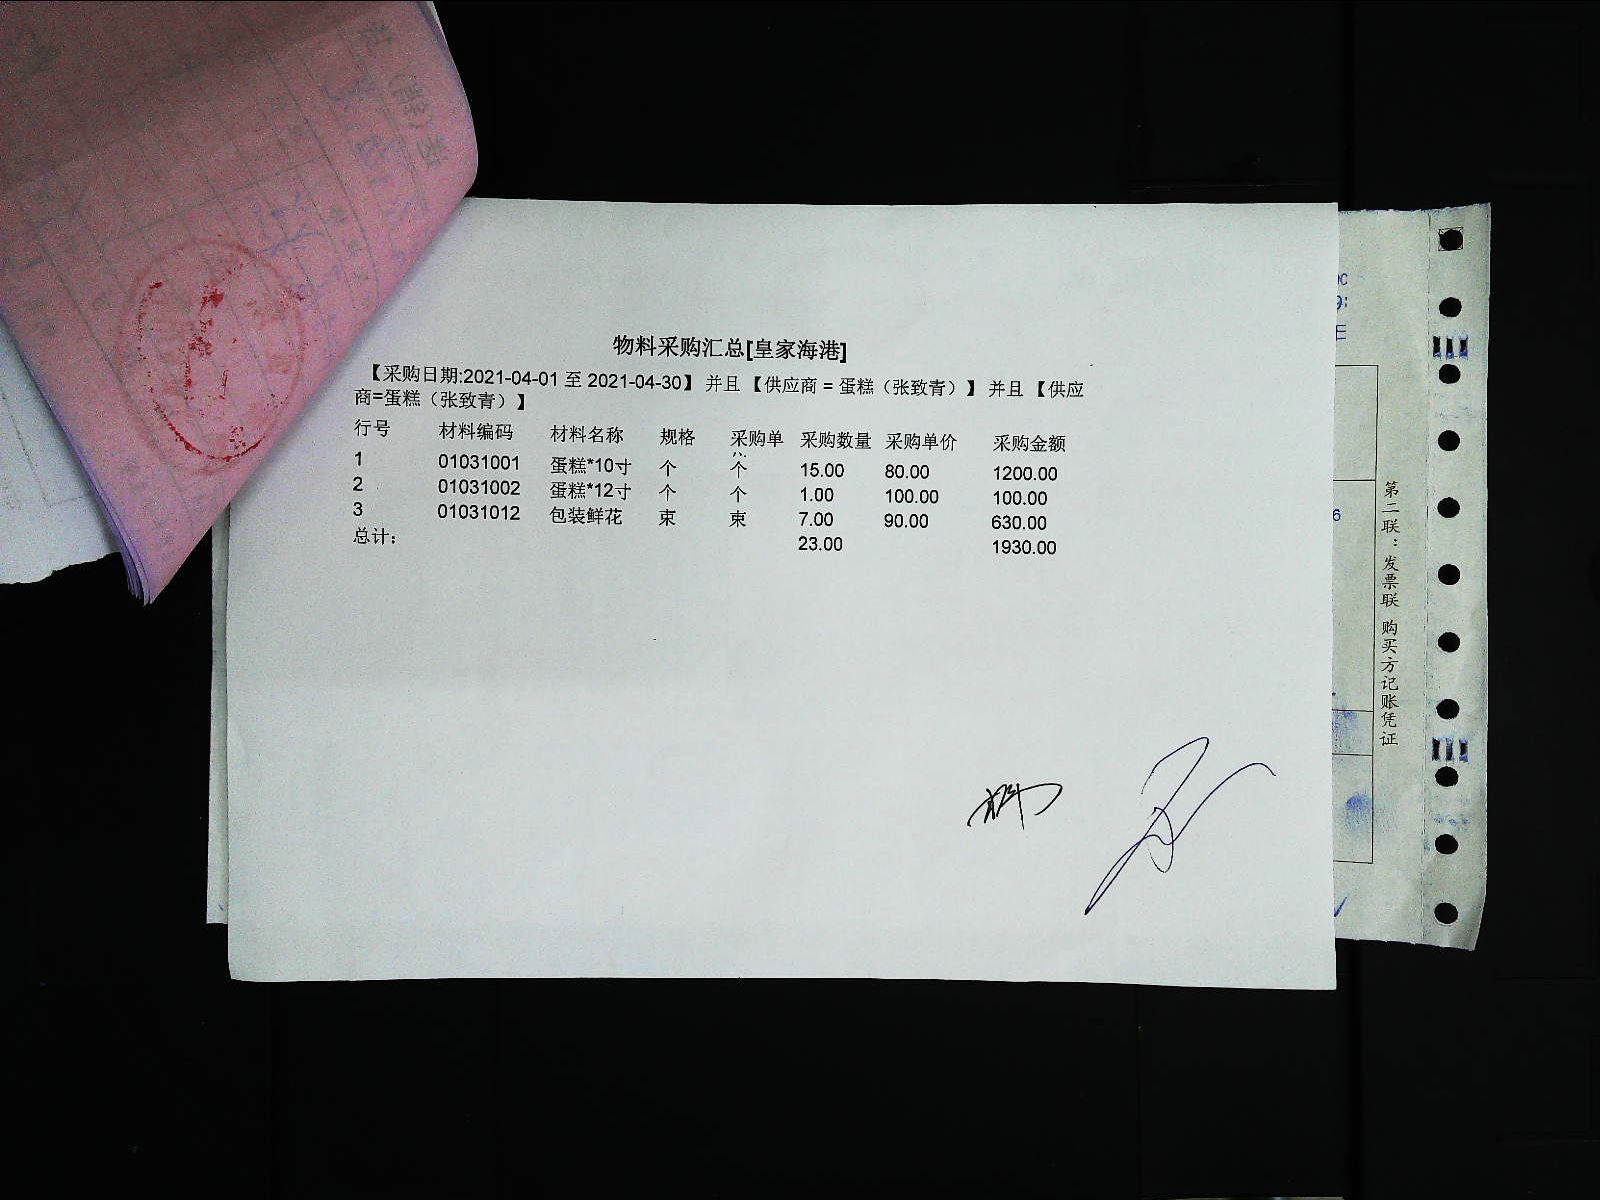 物料采购汇总[皇家海港]
【采购日期:2021-04-01 至 2021-04-30】 并且 【供应商 = 蛋糕（张致青）】 并且 【供应
商=蛋糕（张致青）】
行号 材料编码 材料名称 规格 采购单 采购数量 采购单价 采购金额
1 01031001 蛋糕*10寸 个 个 15.00 80.00 1200.00
2 01031002 蛋糕*12寸 个 个 1.00 100.00 100.00
3 01031012 包装鲜花 束 束 7.00 90.00 630.00
总计： 23.00 1930.00
第二联：发票联 购买方记账凭证
6